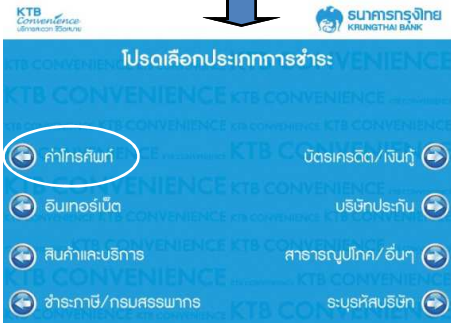 KTB
Convenience
บริการสะดวก ชีวิตสบาย
ธนาคารกรุงไทย
KRUNGTHAI BANK
โปรดเลือกประเภทการชำระ
ค่าโทรศัพท์
บัตรเครดิต/เงินกู้
อินเทอร์เน็ต
บริษัทประกัน
สินค้าและบริการ
สาธารณูปโภค/อื่นๆ
ชำระภาษี/กรมสรรพากร
ระบุรหัสบริษัท